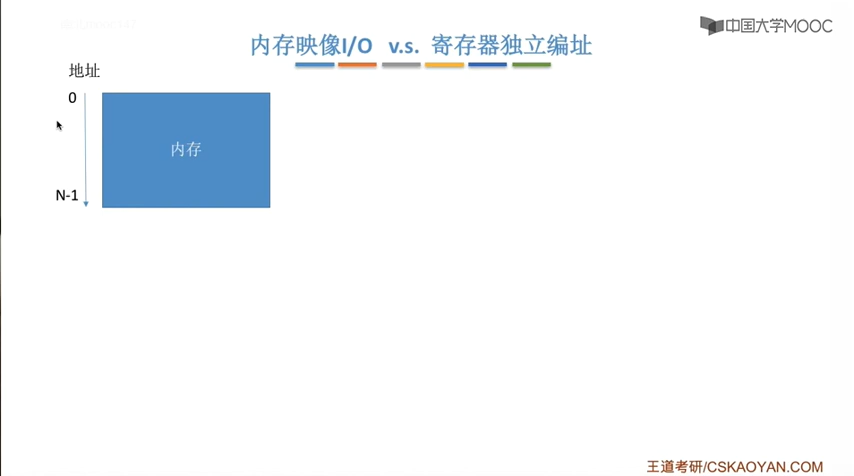 中国大学MOOC
内存映像I/O v.s. 寄存器独立编址
地址
0
内存
N-1
王道考研/CSKAOYAN.COM